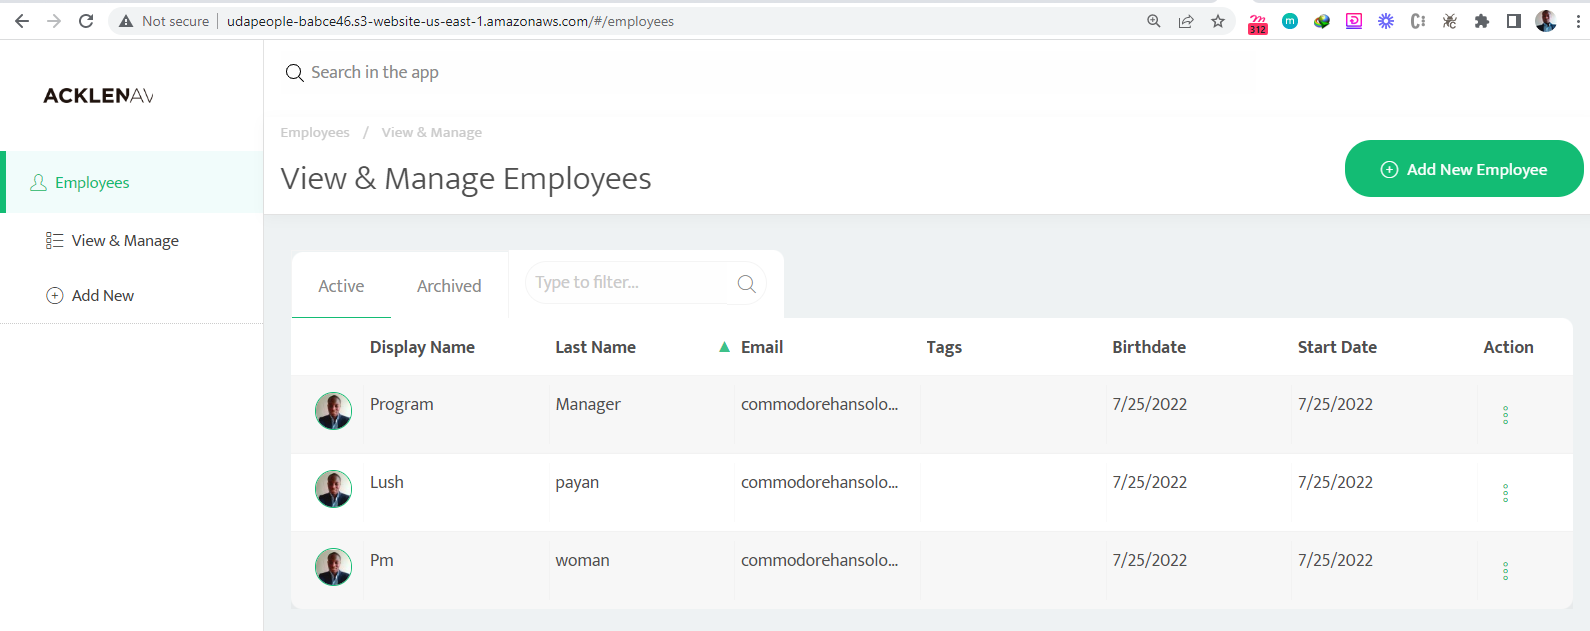 Not secure udapeople-babce46.s3-website-us-east-1.amazonaws.com/#/employees
312
m
ACKLENAV
Search in the app
Employees / View & Manage
View & Manage Employees
Add New Employee
Employees
View & Manage
Add New
Active Archived Type to filter...
Display Name Last Name Email Tags Birthdate Start Date Action
Program Manager commodorehansolo... 7/25/2022 7/25/2022
Lush payan commodorehansolo... 7/25/2022 7/25/2022
Pm woman commodorehansolo... 7/25/2022 7/25/2022